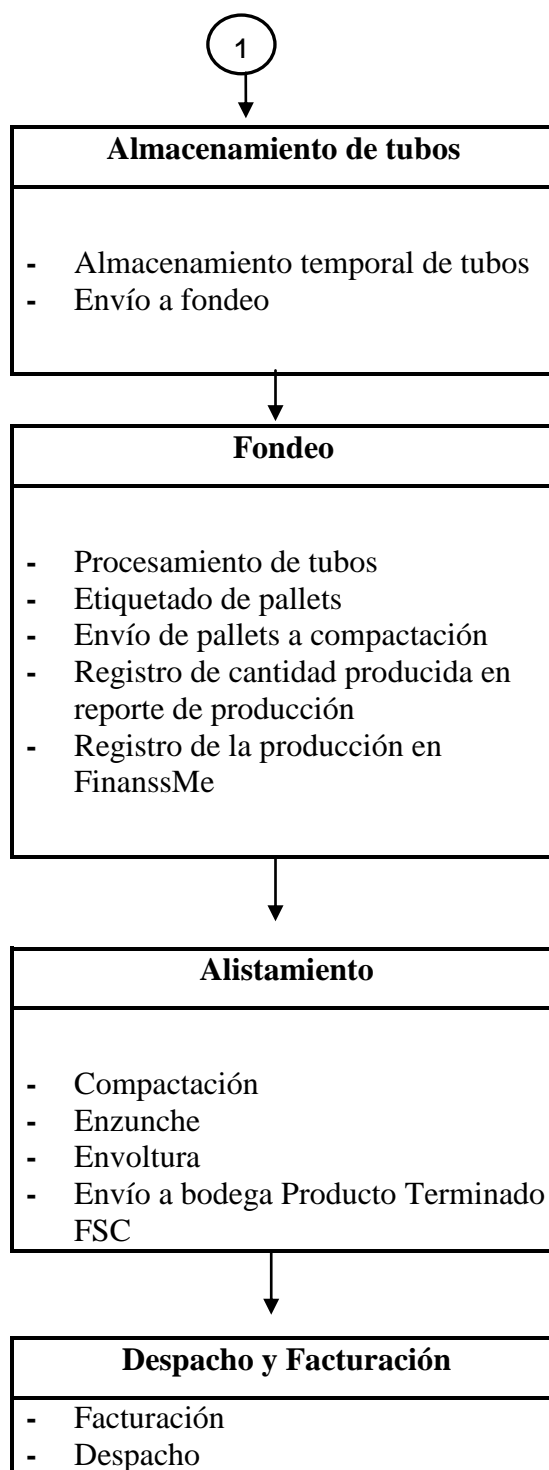 1
Almacenamiento de tubos
- Almacenamiento temporal de tubos
- Envío a fondeo
Fondeo
- Procesamiento de tubos
- Etiquetado de pallets
- Envío de pallets a compactación
- Registro de cantidad producida en
reporte de producción
- Registro de la producción en
FinanssMe
Alistamiento
- Compactación
- Enzunche
- Envoltura
- Envío a bodega Producto Terminado
FSC
Despacho y Facturación
- Facturación
- Despacho